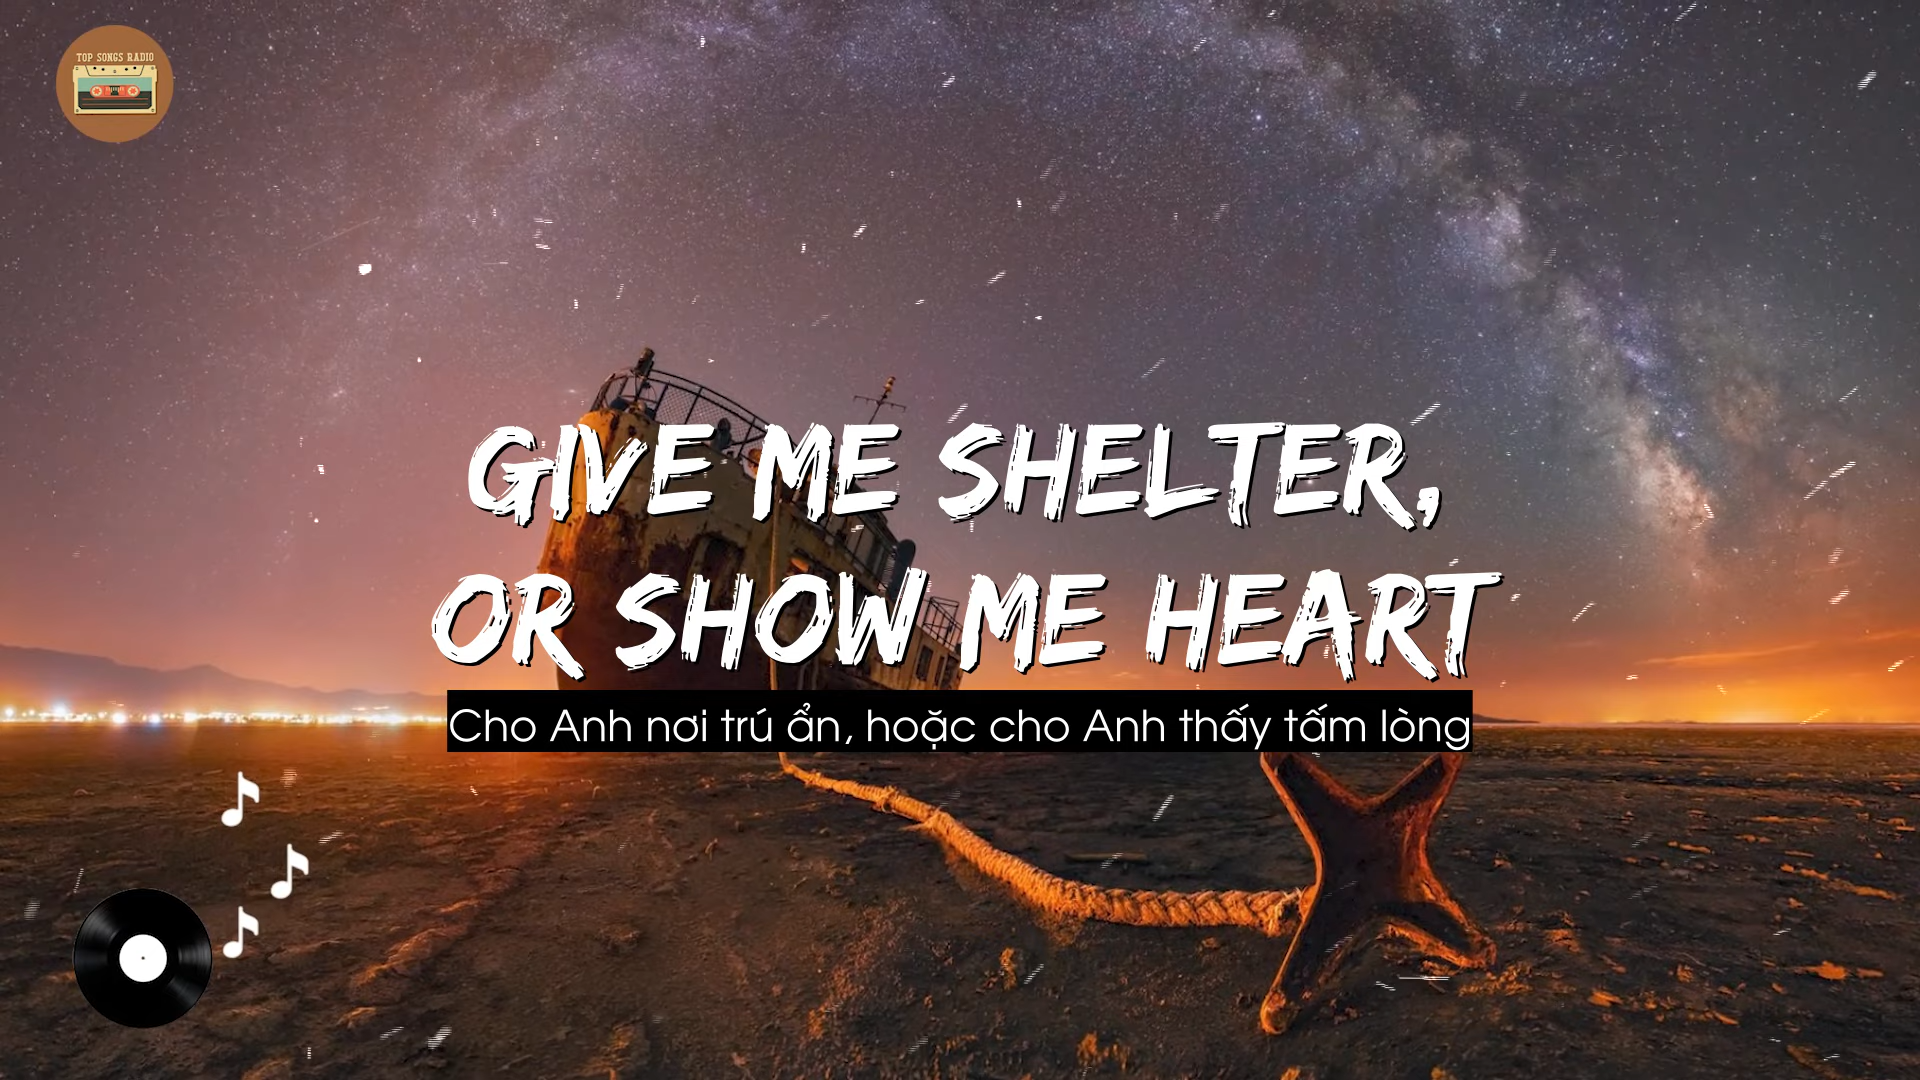 TOP SONGS RADIO
GIVE ME SHELTER,
OR SHOW ME HEART
Cho Anh nơi trú ẩn, hoặc cho Anh thấy tấm lòng